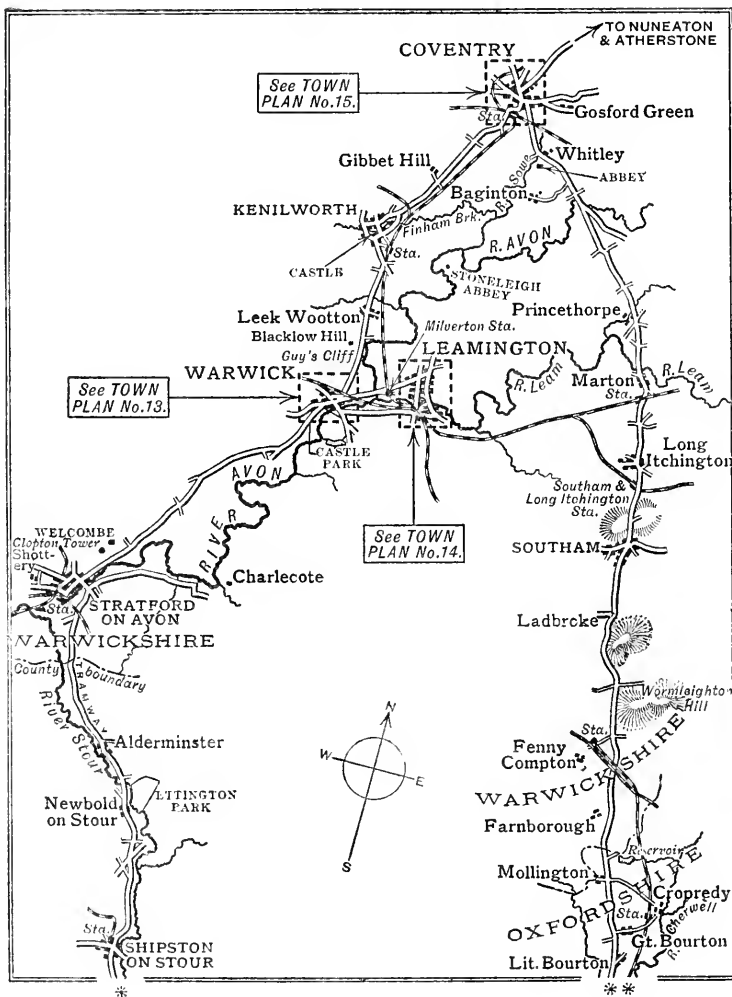 TO NUNEATON
& ATHERSTONE
COVENTRY
See TOWN
PLAN No.15.
Sta.
Gosford Green
Gibbet Hill
Whitley
ABBEY
R. Sowe
Baginton
KENILWORTH
Finham Brk.
R. AVON
Sta.
CASTLE
STONELEIGH
ABBEY
Leek Wootton
Blacklow Hill
Guy's Cliff
Milverton Sta.
Princethorpe
WARWICK
LEAMINGTON
R. Leam
Marton
Sta.
R. Leam
See TOWN
PLAN No.13.
CASTLE
PARK
Long
Itchington
RIVER AVON
Southam &
Long Itchington
Sta.
See TOWN
PLAN No.14.
WELCOMBE
Clopton Tower
Shott-
ery
SOUTHAM
Charlecote
Sta.
STRATFORD
ON AVON
Ladbrcke
WARWICKSHIRE
County boundary
TRAMWAY
River Stour
Wormleighton
Hill
N
W
E
S
Alderminster
Sta.
Fenny
Compton
WARWICKSHIRE
ETTINGTON
PARK
Newbold
on Stour
Farnborough
Reservoir
Mollington
OXFORDSHIRE
Cropredy
Sta.
R. Cherwell
Gt. Bourton
Sta.
SHIPSTON
ON STOUR
Lit. Bourton
*
* *